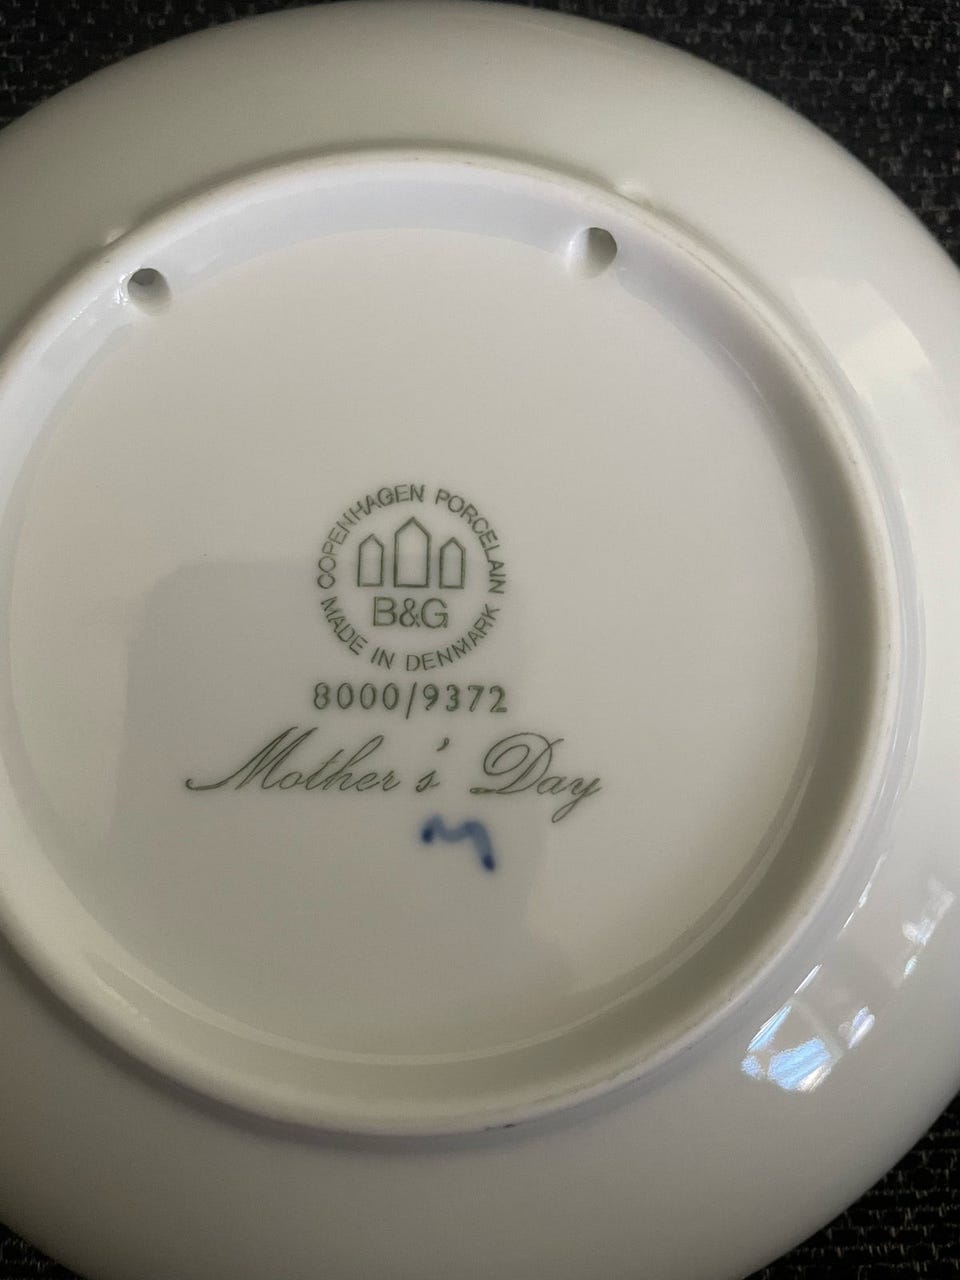 COPENHAGEN PORCELAIN
B&G
MADE IN DENMARK
8000/9372
Mother's Day